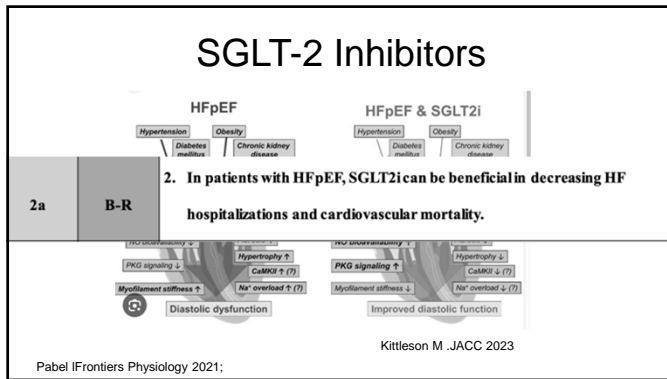 SGLT-2 Inhibitors
HFpEF
HFpEF & SGLT2i
Hypertension
Obesity
Diabetes mellitus
Chronic kidney disease
Hypertension
Obesity
Diabetes mellitus
Chronic kidney disease
2a
B-R
2. In patients with HFpEF, SGLT2i can be beneficial in decreasing HF
hospitalizations and cardiovascular mortality.
PKG signaling ↓
Myofilament stiffness ↑
Hypertrophy ↑
CaMKII ↑ (?)
Na⁺ overload ↑ (?)
Diastolic dysfunction
NO bioavailability ↑
PKG signaling ↑
Myofilament stiffness ↓
Hypertrophy ↓
CaMKII ↓ (?)
Na⁺ overload ↓ (?)
Improved diastolic function
Kittleson M .JACC 2023
Pabel IFrontiers Physiology 2021;